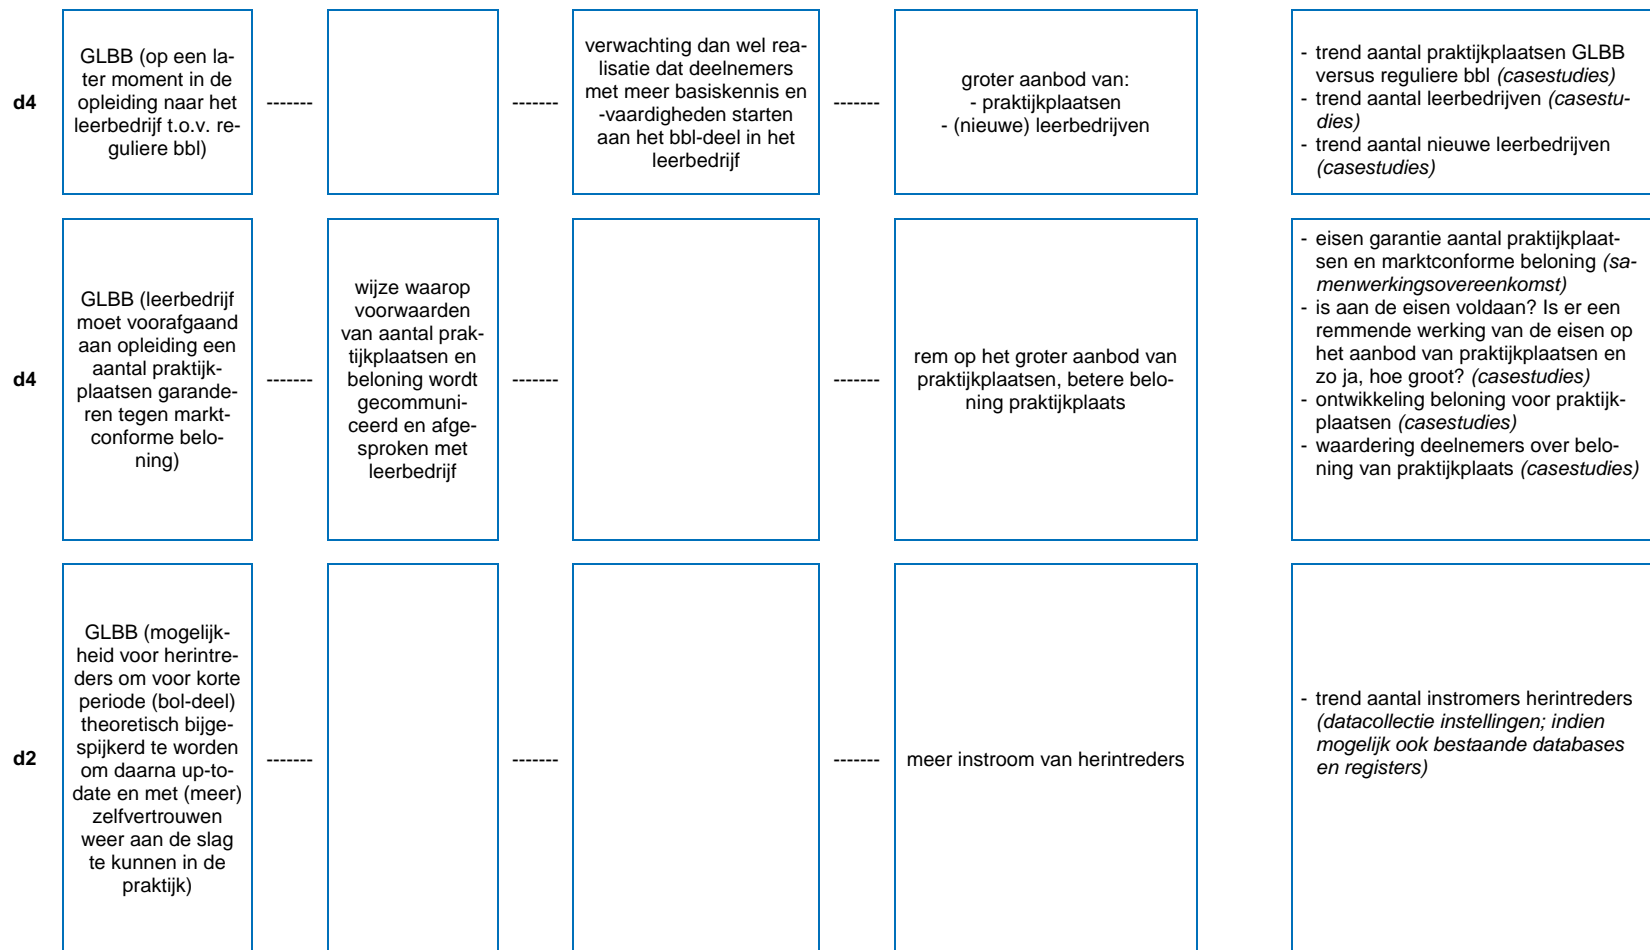 d4
GLBB (op een la-
ter moment in de
opleiding naar het
leerbedrijf t.o.v. re-
guliere bbl)
-------
-------
verwachting dan wel rea-
lisatie dat deelnemers
met meer basiskennis en
-vaardigheden starten
aan het bbl-deel in het
leerbedrijf
-------
groter aanbod van:
- praktijkplaatsen
- (nieuwe) leerbedrijven
- trend aantal praktijkplaatsen GLBB
versus reguliere bbl (casestudies)
- trend aantal leerbedrijven (casestu-
dies)
- trend aantal nieuwe leerbedrijven
(casestudies)
d4
GLBB (leerbedrijf
moet voorafgaand
aan opleiding een
aantal praktijk-
plaatsen garande-
ren tegen markt-
conforme belo-
ning)
-------
wijze waarop
voorwaarden
van aantal prak-
tijkplaatsen en
beloning wordt
gecommuni-
ceerd en afge-
sproken met
leerbedrijf
-------
-------
rem op het groter aanbod van
praktijkplaatsen, betere belo-
ning praktijkplaats
- eisen garantie aantal praktijkplaat-
sen en marktconforme beloning (sa-
menwerkingsovereenkomst)
- is aan de eisen voldaan? Is er een
remmende werking van de eisen op
het aanbod van praktijkplaatsen en
zo ja, hoe groot? (casestudies)
- ontwikkeling beloning voor praktijk-
plaatsen (casestudies)
- waardering deelnemers over belo-
ning van praktijkplaats (casestudies)
d2
GLBB (mogelijk-
heid voor herintre-
ders om voor korte
periode (bol-deel)
theoretisch bijge-
spijkerd te worden
om daarna up-to-
date en met (meer)
zelfvertrouwen
weer aan de slag
te kunnen in de
praktijk)
-------
-------
-------
meer instroom van herintreders
- trend aantal instromers herintreders
(datacollectie instellingen; indien
mogelijk ook bestaande databases
en registers)